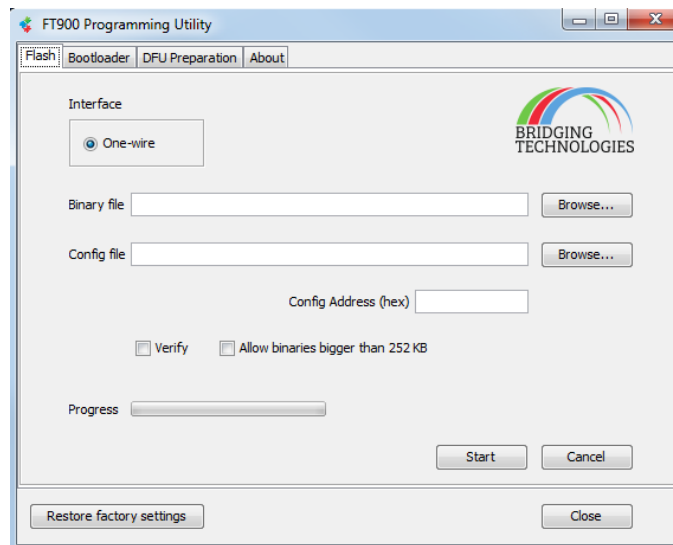 FT900 Programming Utility
Flash Bootloader DFU Preparation About
Interface
One-wire
BRIDGING
TECHNOLOGIES
Binary file Browse...
Config file Browse...
Config Address (hex)
Verify Allow binaries bigger than 252 KB
Progress
Start Cancel
Restore factory settings Close